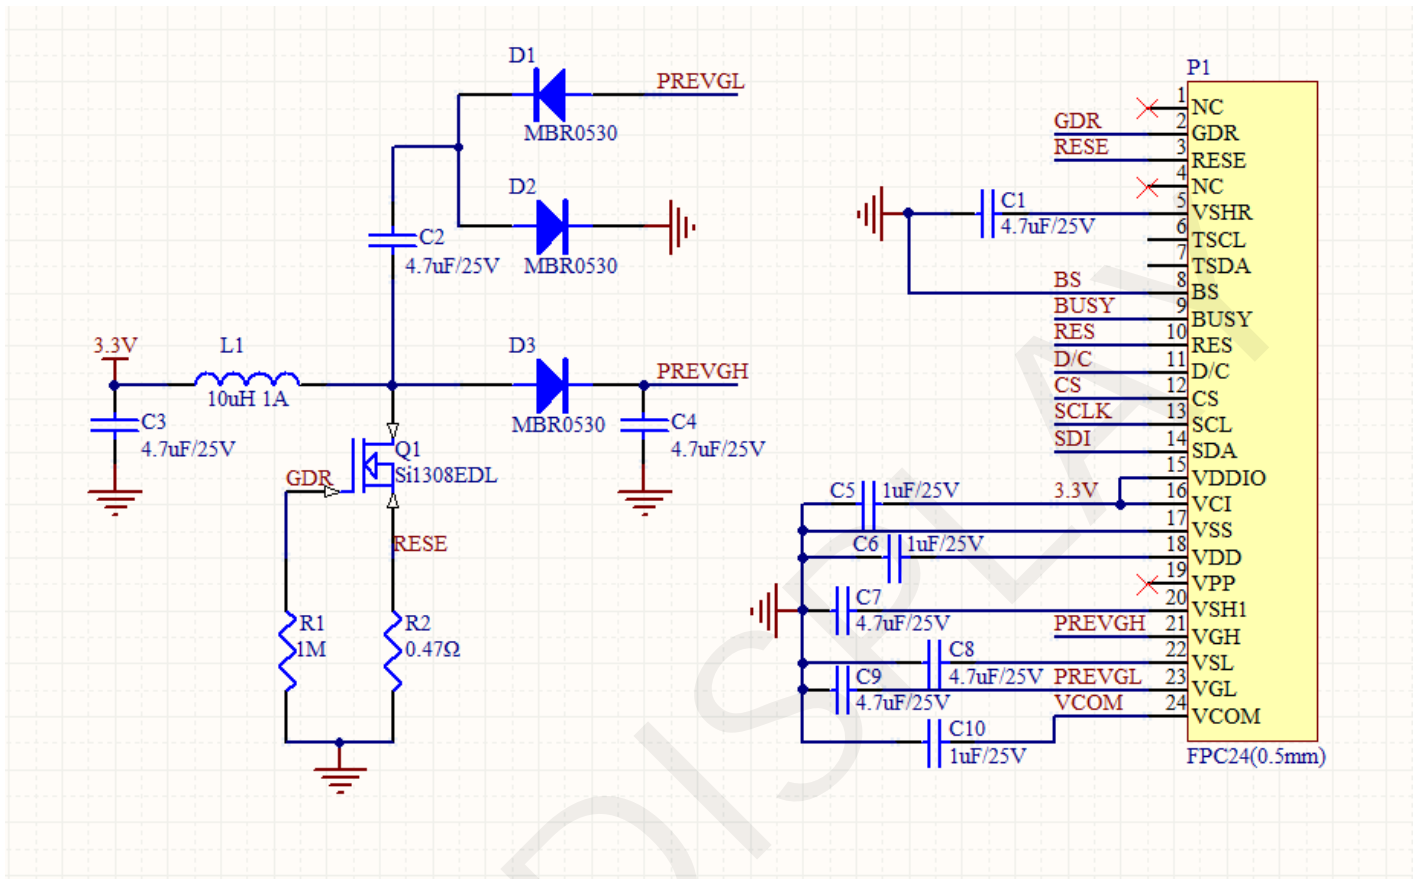 D1
PREVGL
MBR0530
D2
C2
4.7uF/25V
MBR0530
3.3V
L1
10uH 1A
D3
PREVGH
MBR0530
C3
4.7uF/25V
C4
4.7uF/25V
Q1
Si1308EDL
GDR
RESE
R1
1M
R2
0.47Ω
P1
1
NC
GDR
2
GDR
RESE
3
RESE
4
NC
C1
4.7uF/25V
5
VSHR
6
TSCL
7
TSDA
BS
8
BS
BUSY
9
BUSY
RES
10
RES
D/C
11
D/C
CS
12
CS
SCLK
13
SCL
SDI
14
SDA
15
VDDIO
C5
1uF/25V
3.3V
16
VCI
17
VSS
C6
1uF/25V
18
VDD
19
VPP
C7
4.7uF/25V
20
VSH1
PREVGH
21
VGH
C8
4.7uF/25V
22
VSL
C9
4.7uF/25V
PREVGL
23
VGL
VCOM
24
VCOM
C10
1uF/25V
FPC24(0.5mm)
DISPLAY